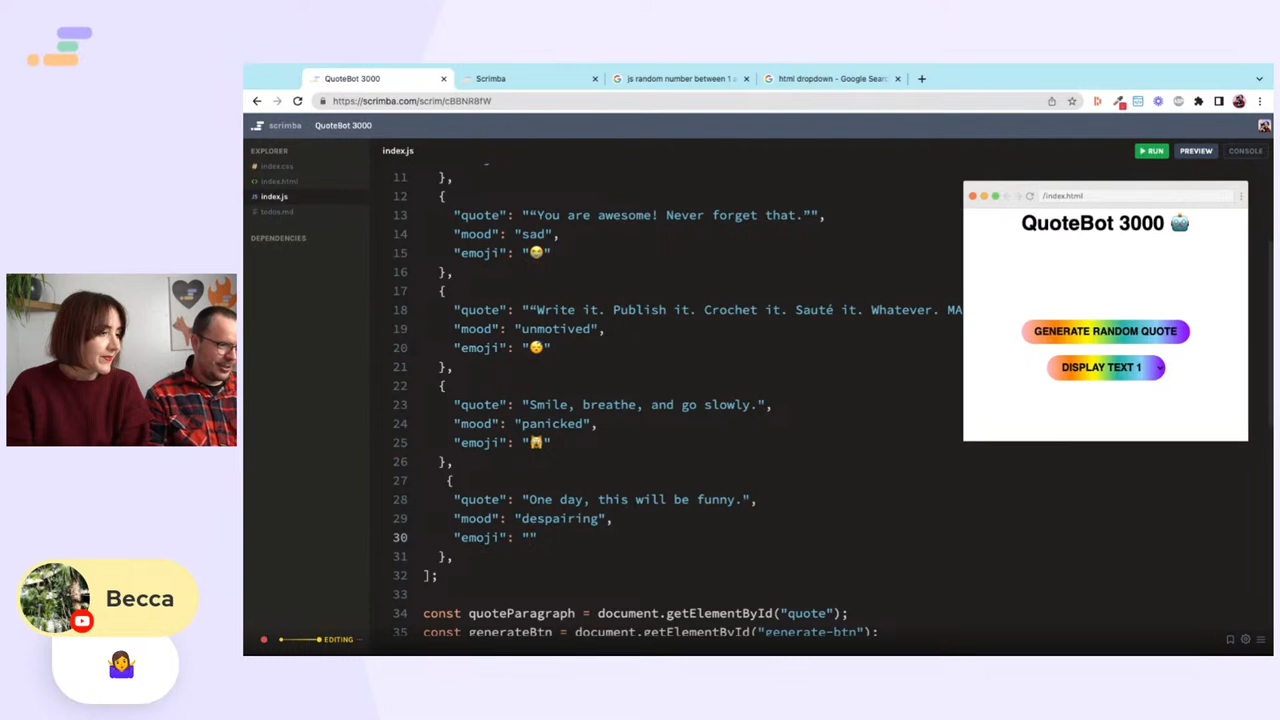 QuoteBot 3000
Scrimba
js random number between 1 a
html dropdown - Google Searc
https://scrimba.com/scrim/cBBNR8fW
scrimba QuoteBot 3000
EXPLORER
index.css
index.html
index.js
todos.md
DEPENDENCIES
index.js
RUN
PREVIEW
CONSOLE
11 },
12 {
13 "quote": "“You are awesome! Never forget that.”",
14 "mood": "sad",
15 "emoji": "😭"
16 },
17 {
18 "quote": "“Write it. Publish it. Crochet it. Sauté it. Whatever. MA
19 "mood": "unmotived",
20 "emoji": "😴"
21 },
22 {
23 "quote": "Smile, breathe, and go slowly.",
24 "mood": "panicked",
25 "emoji": "🙀"
26 },
27 {
28 "quote": "One day, this will be funny.",
29 "mood": "despairing",
30 "emoji": ""
31 },
32 ];
33
34 const quoteParagraph = document.getElementById("quote");
35 const generateBtn = document.getElementById("generate-btn");
/index.html
QuoteBot 3000 🤖
GENERATE RANDOM QUOTE
DISPLAY TEXT 1
EDITING
Becca
🤷‍♀️